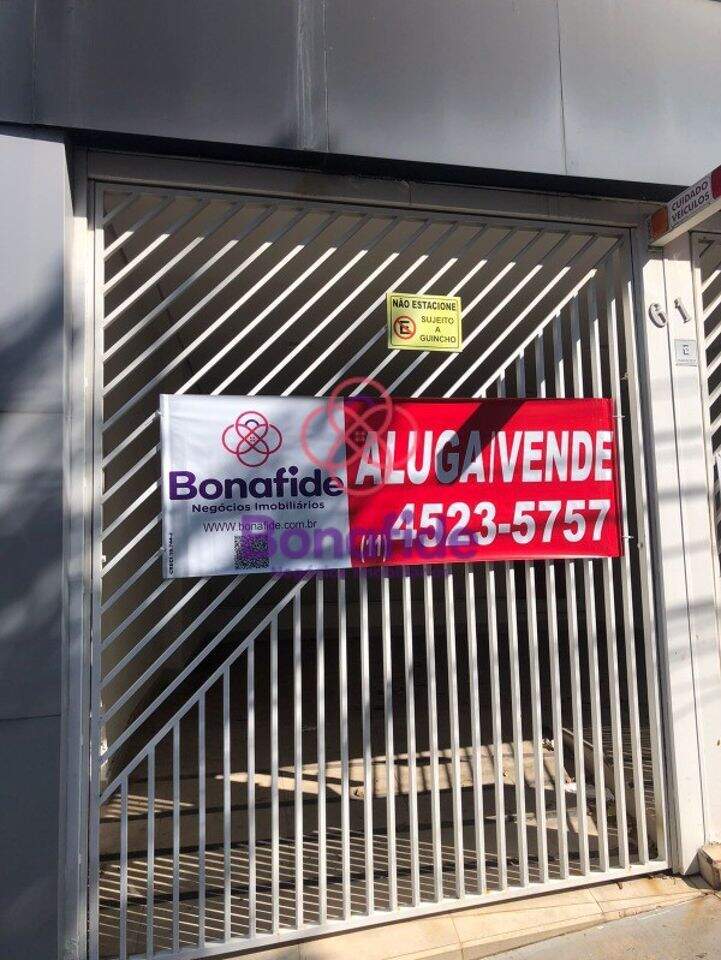 CUIDADO
VEÍCULOS
NÃO ESTACIONE
E
SUJEITO
A
GUINCHO
61
Bonafide
Negócios Imobiliários
www.bonafide.com.br
ALUGA/VENDE
(11) 4523-5757
Bonafide